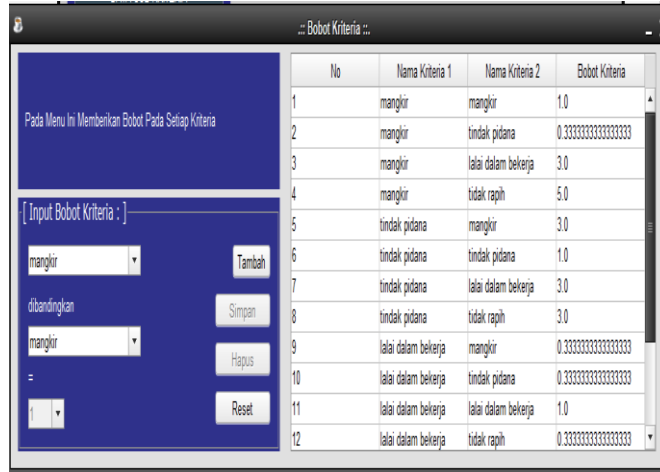 .:: Bobot Kriteria ::.
Pada Menu Ini Memberikan Bobot Pada Setiap Kriteria
[ Input Bobot Kriteria : ]
mangkir
Tambah
dibandingkan
Simpan
mangkir
Hapus
=
1
Reset
No Nama Kriteria 1 Nama Kriteria 2 Bobot Kriteria
1 mangkir mangkir 1.0
2 mangkir tindak pidana 0.3333333333333333
3 mangkir lalai dalam bekerja 3.0
4 mangkir tidak rapih 5.0
5 tindak pidana mangkir 3.0
6 tindak pidana tindak pidana 1.0
7 tindak pidana lalai dalam bekerja 3.0
8 tindak pidana tidak rapih 3.0
9 lalai dalam bekerja mangkir 0.3333333333333333
10 lalai dalam bekerja tindak pidana 0.3333333333333333
11 lalai dalam bekerja lalai dalam bekerja 1.0
12 lalai dalam bekerja tidak rapih 0.3333333333333333